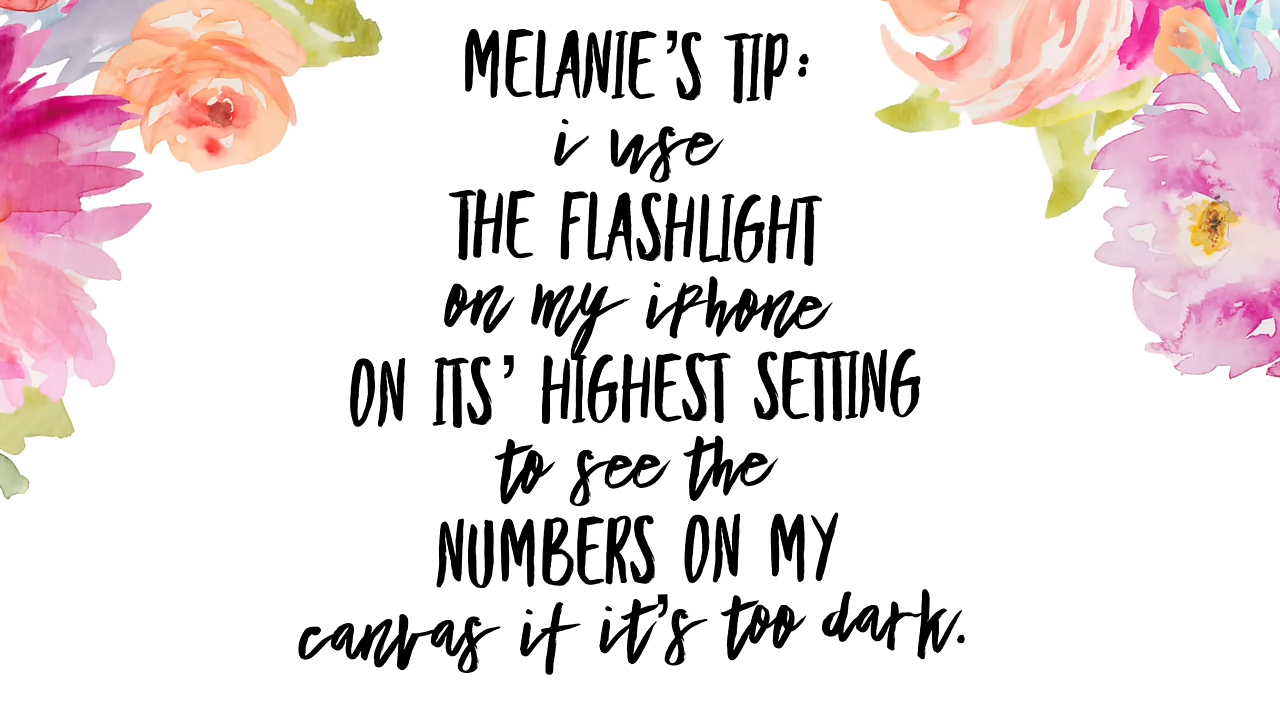 MELANIE'S TIP:
i use
THE FLASHLIGHT
on my iphone
ON ITS' HIGHEST SETTING
to see the
NUMBERS ON MY
canvas if it's too dark.